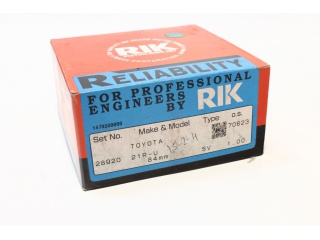 RIK
RELIABILITY
FOR PROFESSIONAL
ENGINEERS
BY RIK
Set No. Make & Model Type O.S.
TOYOTA 70823
28920 21R-U SV 1.00
84mm